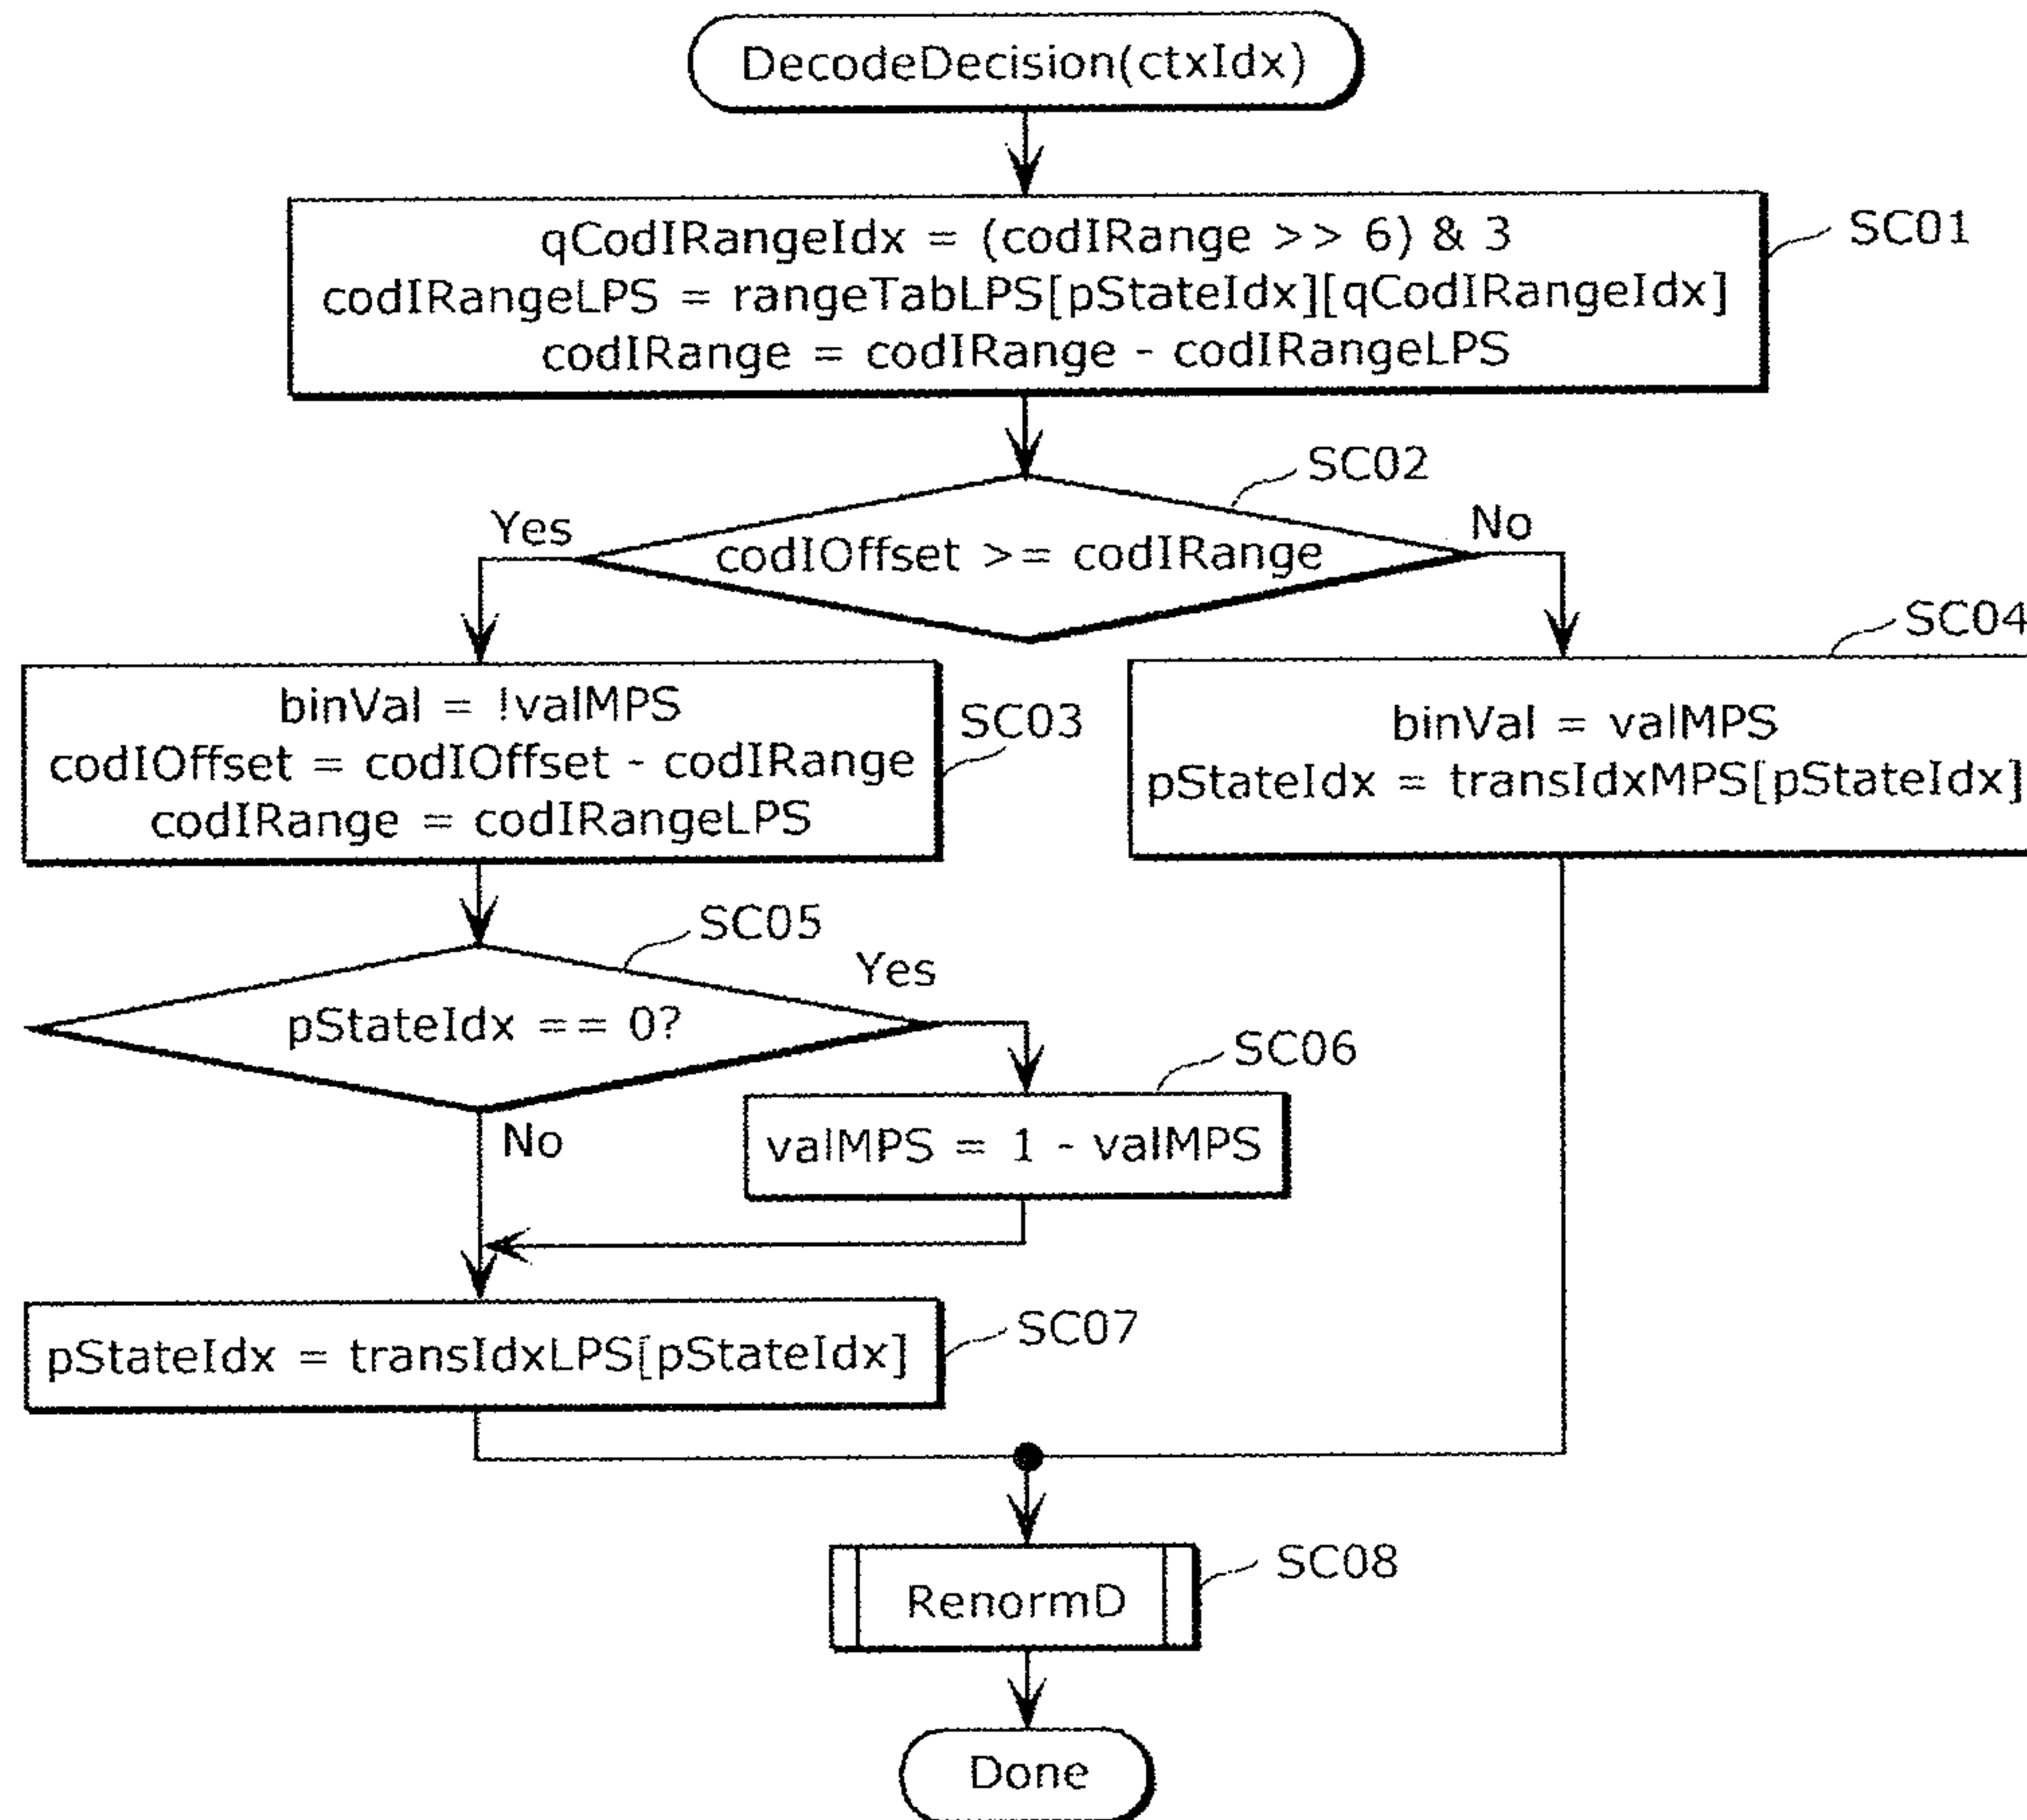 DecodeDecision(ctxIdx)
qCodIRangeIdx = (codIRange >> 6) & 3
codIRangeLPS = rangeTabLPS[pStateIdx][qCodIRangeIdx]
codIRange = codIRange - codIRangeLPS
SC01
SC02
Yes
codIOffset >= codIRange
No
SC04
binVal = !valMPS
codIOffset = codIOffset - codIRange
codIRange = codIRangeLPS
SC03
binVal = valMPS
pStateIdx = transIdxMPS[pStateIdx]
SC05
Yes
pStateIdx == 0?
No
SC06
valMPS = 1 - valMPS
SC07
pStateIdx = transIdxLPS[pStateIdx]
SC08
RenormD
Done